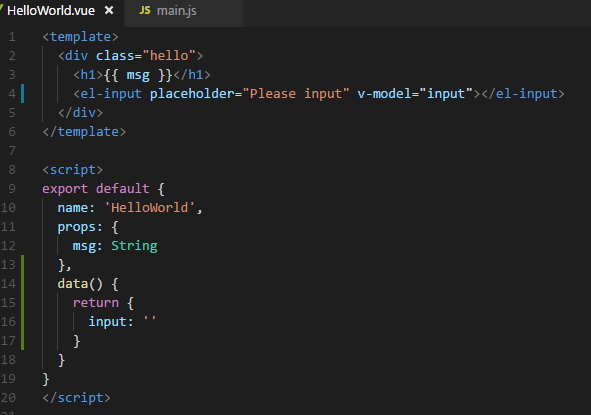 HelloWorld.vue × JS main.js
1 <template>
2   <div class="hello">
3     <h1>{{ msg }}</h1>
4     <el-input placeholder="Please input" v-model="input"></el-input>
5   </div>
6 </template>
7
8 <script>
9 export default {
10   name: 'HelloWorld',
11   props: {
12     msg: String
13   },
14   data() {
15     return {
16       input: ''
17     }
18   }
19 }
20 </script>